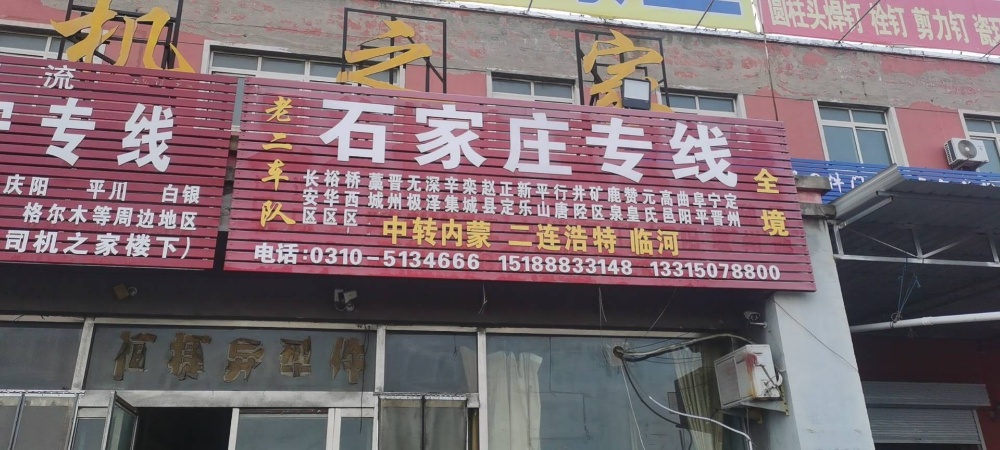 机之家
圆柱头焊钉 栓钉 剪力钉
流
专线
庆阳 平川 白银
格尔木等周边地区
司机之家楼下)
老二车队
石家庄专线
长安区 裕华区 桥西区 藁城 晋州 无极 深泽 辛集 栾城 赵县 正定 新乐 平山 行唐 井陉 矿区 鹿泉 赞皇 元氏 高邑 曲阳 阜平 宁晋 定州
全境
中转内蒙 二连浩特 临河
电话:0310-5134666 15188833148 13315078800